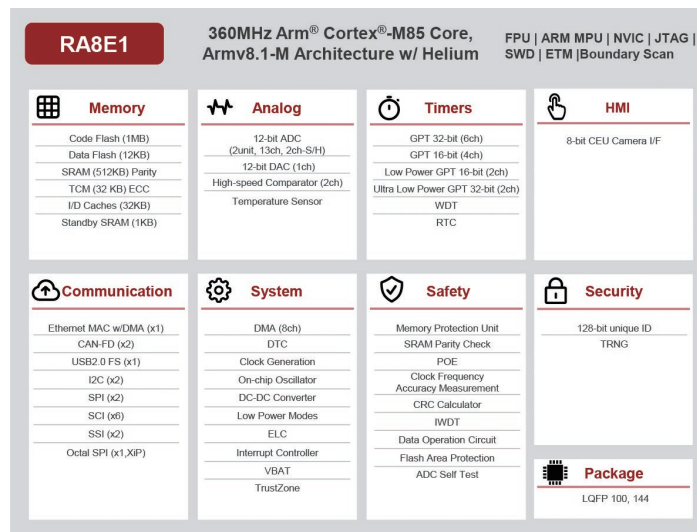 RA8E1
360MHz Arm® Cortex®-M85 Core,
Armv8.1-M Architecture w/ Helium
FPU | ARM MPU | NVIC | JTAG |
SWD | ETM |Boundary Scan
Memory
Code Flash (1MB)
Data Flash (12KB)
SRAM (512KB) Parity
TCM (32 KB) ECC
I/D Caches (32KB)
Standby SRAM (1KB)
Analog
12-bit ADC
(2unit, 13ch, 2ch-S/H)
12-bit DAC (1ch)
High-speed Comparator (2ch)
Temperature Sensor
Timers
GPT 32-bit (6ch)
GPT 16-bit (4ch)
Low Power GPT 16-bit (2ch)
Ultra Low Power GPT 32-bit (2ch)
WDT
RTC
HMI
8-bit CEU Camera I/F
Communication
Ethernet MAC w/DMA (x1)
CAN-FD (x2)
USB2.0 FS (x1)
I2C (x2)
SPI (x2)
SCI (x6)
SSI (x2)
Octal SPI (x1,XiP)
System
DMA (8ch)
DTC
Clock Generation
On-chip Oscillator
DC-DC Converter
Low Power Modes
ELC
Interrupt Controller
VBAT
TrustZone
Safety
Memory Protection Unit
SRAM Parity Check
POE
Clock Frequency
Accuracy Measurement
CRC Calculator
IWDT
Data Operation Circuit
Flash Area Protection
ADC Self Test
Security
128-bit unique ID
TRNG
Package
LQFP 100, 144